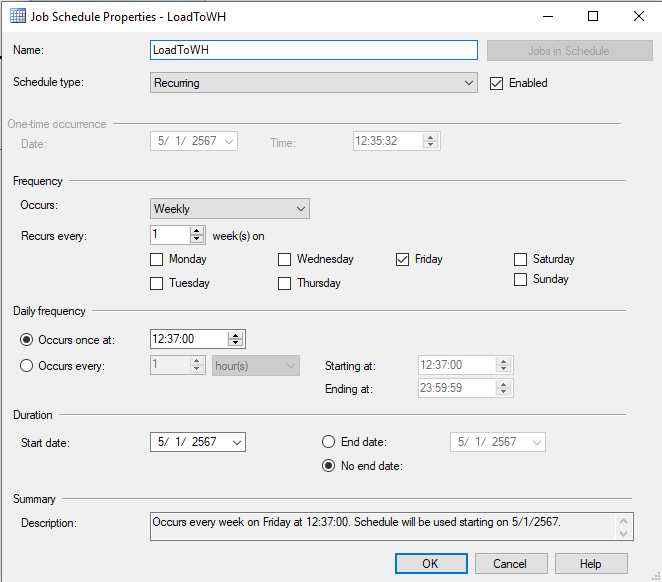 Job Schedule Properties - LoadToWH
Name:
LoadToWH
Jobs in Schedule
Schedule type:
Recurring
Enabled
One-time occurrence
Date:
5/ 1/ 2567
Time:
12:35:32
Frequency
Occurs:
Weekly
Recurs every:
1
week(s) on
Monday
Wednesday
Friday
Saturday
Tuesday
Thursday
Sunday
Daily frequency
Occurs once at:
12:37:00
Occurs every:
1
hour(s)
Starting at:
12:37:00
Ending at:
23:59:59
Duration
Start date:
5/ 1/ 2567
End date:
5/ 1/ 2567
No end date:
Summary
Description:
Occurs every week on Friday at 12:37:00. Schedule will be used starting on 5/1/2567.
OK
Cancel
Help